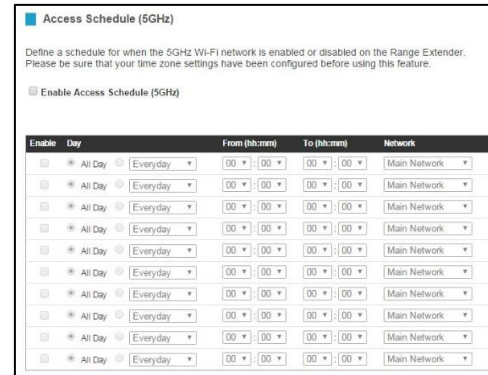 Access Schedule (5GHz)
Define a schedule for when the 5GHz Wi-Fi network is enabled or disabled on the Range Extender.
Please be sure that your time zone settings have been configured before using this feature.
Enable Access Schedule (5GHz)
Enable Day From (hh:mm) To (hh:mm) Network
All Day Everyday 00 : 00 00 : 00 Main Network
All Day Everyday 00 : 00 00 : 00 Main Network
All Day Everyday 00 : 00 00 : 00 Main Network
All Day Everyday 00 : 00 00 : 00 Main Network
All Day Everyday 00 : 00 00 : 00 Main Network
All Day Everyday 00 : 00 00 : 00 Main Network
All Day Everyday 00 : 00 00 : 00 Main Network
All Day Everyday 00 : 00 00 : 00 Main Network
All Day Everyday 00 : 00 00 : 00 Main Network
All Day Everyday 00 : 00 00 : 00 Main Network